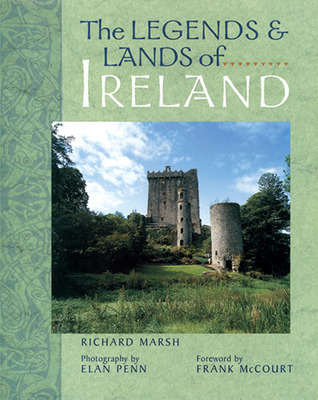 The LEGENDS &
LANDS of
IRELAND
RICHARD MARSH
Photography by
ELAN PENN
Foreword by
FRANK McCOURT